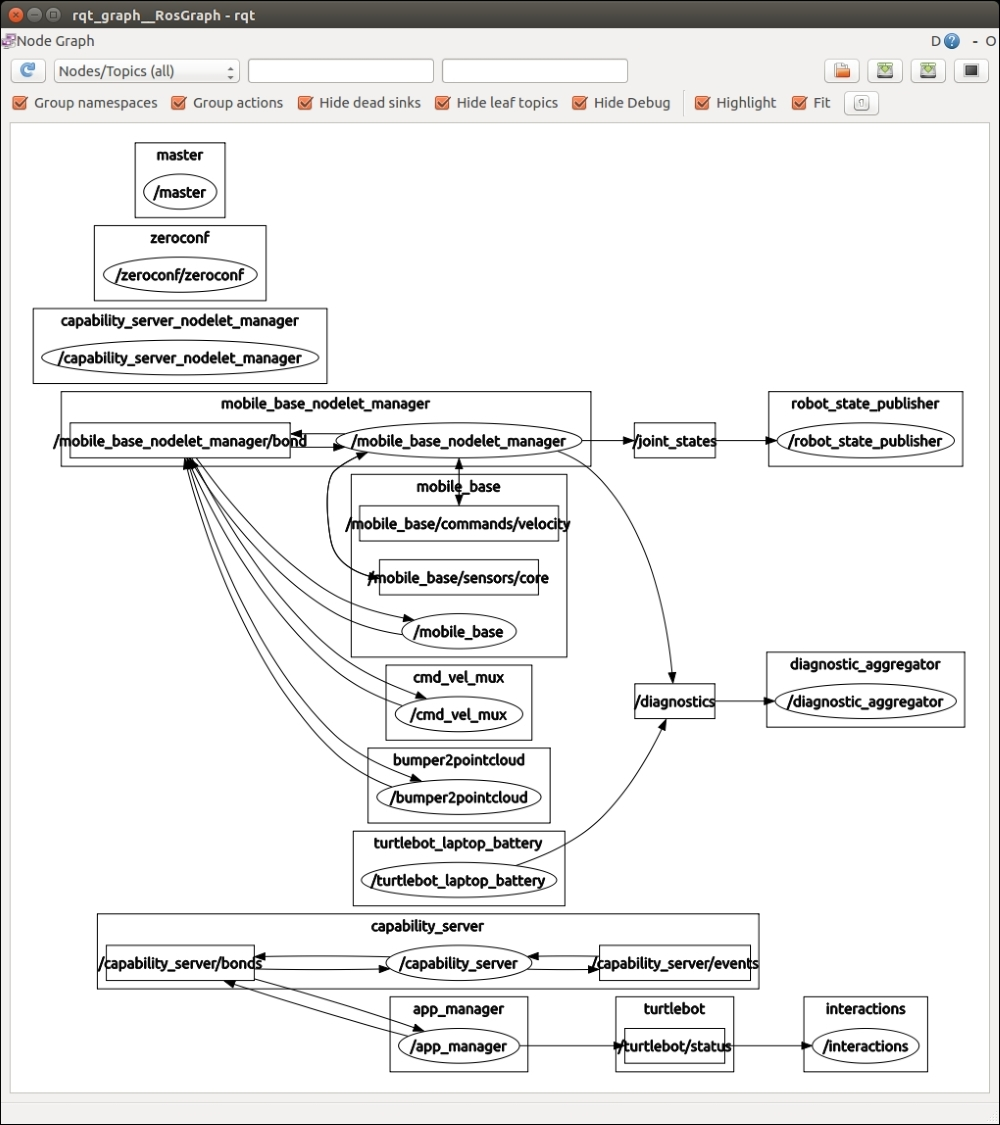 rqt_graph__RosGraph - rqt
Node Graph
D ? - O
Nodes/Topics (all)
Group namespaces Group actions Hide dead sinks Hide leaf topics Hide Debug Highlight Fit
master
/master
zeroconf
/zeroconf/zeroconf
capability_server_nodelet_manager
/capability_server_nodelet_manager
mobile_base_nodelet_manager
robot_state_publisher
/mobile_base_nodelet_manager/bond
/mobile_base_nodelet_manager
/joint_states
/robot_state_publisher
mobile_base
/mobile_base/commands/velocity
/mobile_base/sensors/core
/mobile_base
cmd_vel_mux
/cmd_vel_mux
diagnostic_aggregator
/diagnostics
/diagnostic_aggregator
bumper2pointcloud
/bumper2pointcloud
turtlebot_laptop_battery
/turtlebot_laptop_battery
capability_server
/capability_server/bonds
/capability_server
/capability_server/events
app_manager
turtlebot
interactions
/app_manager
/turtlebot/status
/interactions